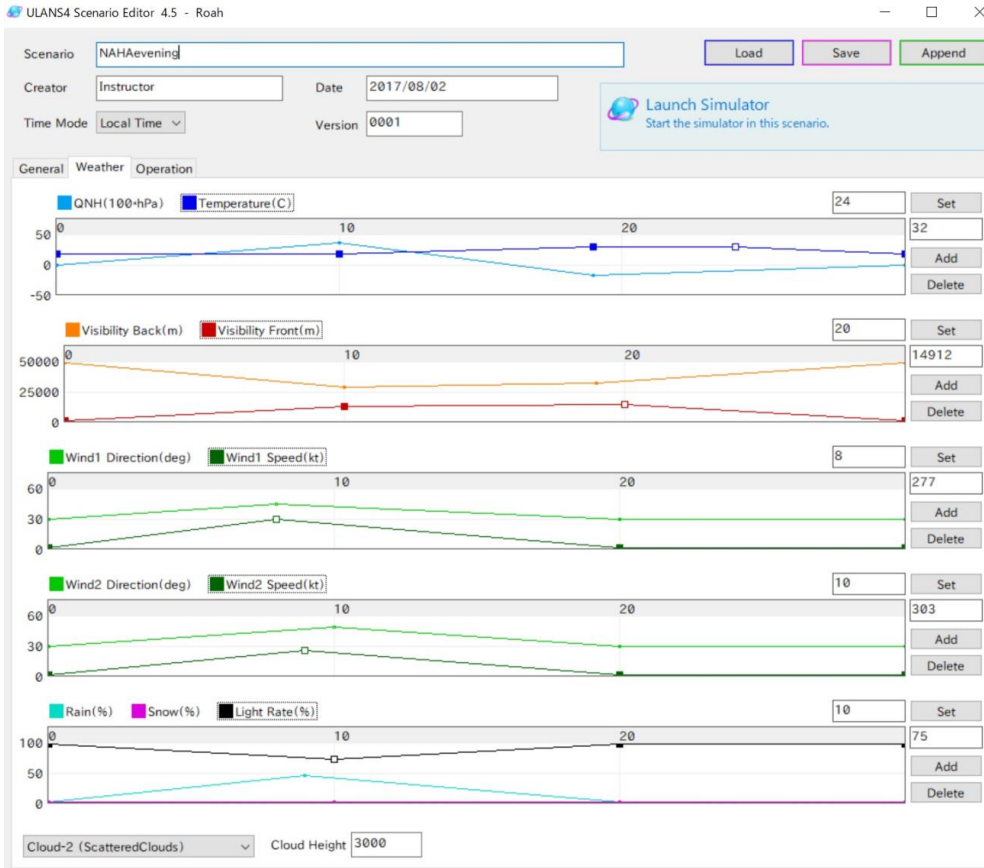 ULANS4 Scenario Editor 4.5 - Roah
Scenario NAHAevening Load Save Append
Creator Instructor Date 2017/08/02
Launch Simulator
Start the simulator in this scenario.
Time Mode Local Time Version 0001
General Weather Operation
QNH(100•hPa) Temperature(C) 24 Set
0 10 20 32
50
0 Add
-50 Delete
Visibility Back(m) Visibility Front(m) 20 Set
0 10 20 14912
50000
25000 Add
0 Delete
Wind1 Direction(deg) Wind1 Speed(kt) 8 Set
0 10 20 277
60
30 Add
0 Delete
Wind2 Direction(deg) Wind2 Speed(kt) 10 Set
0 10 20 303
60
30 Add
0 Delete
Rain(%) Snow(%) Light Rate(%) 10 Set
0 10 20 75
100
50 Add
0 Delete
Cloud-2 (ScatteredClouds) Cloud Height 3000